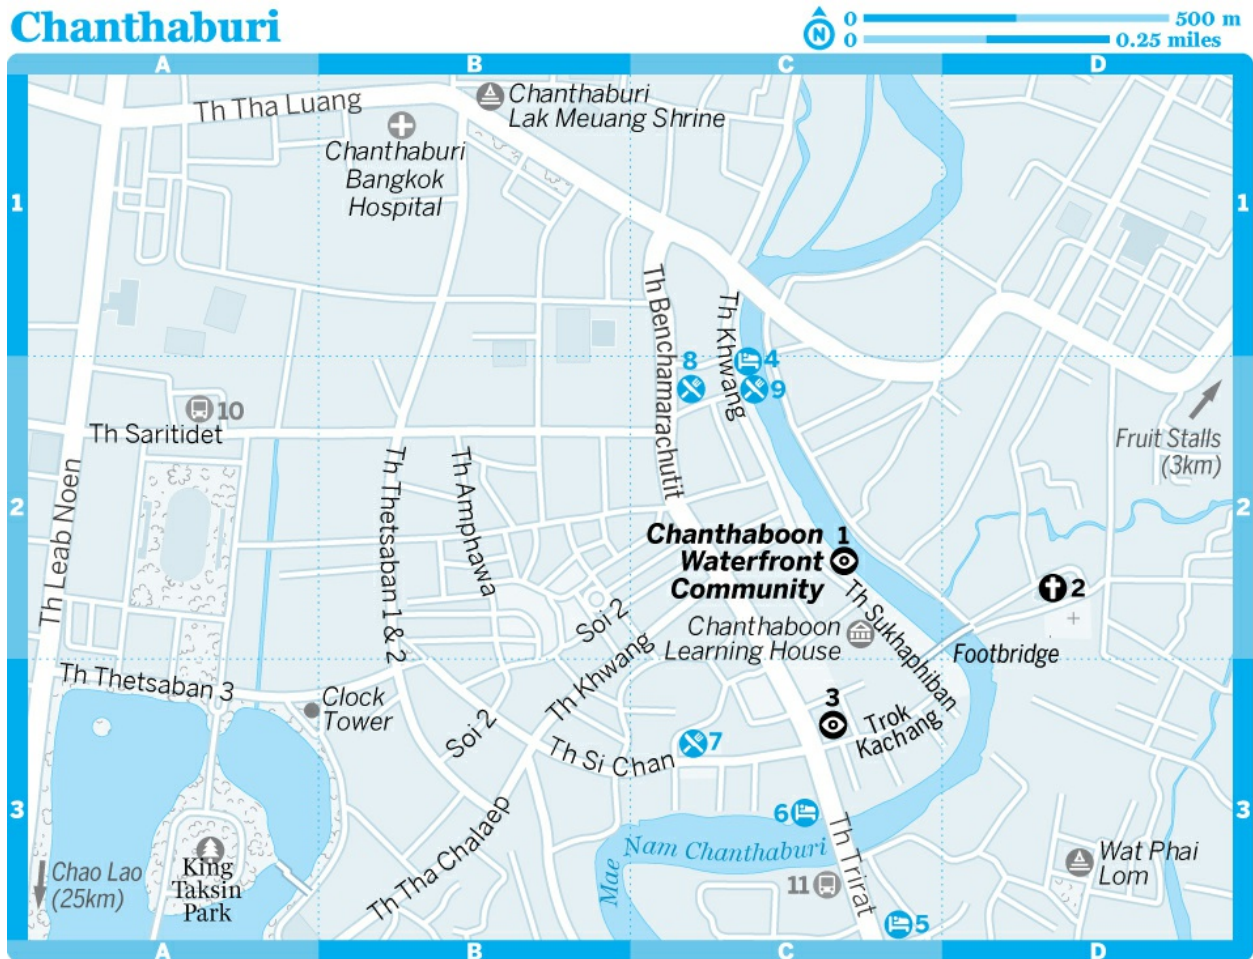 Chanthaburi
N
0 500 m
0 0.25 miles
A B C D
Th Tha Luang
Chanthaburi
Lak Meuang Shrine
Chanthaburi
Bangkok
Hospital
1 1
Th Benchamarachutit
Th Khwang
8
4
9
10
Th Saritidet
Fruit Stalls
(3km)
Th Leab Noen
Th Thetsaban 1 & 2
Th Amphawa
2 2
Chanthaboon
Waterfront
Community
1
2
Th Sukhaphiban
Soi 2
Chanthaboon
Learning House
Footbridge
Th Khwang
Th Thetsaban 3
Clock
Tower
3
Trok
Kachang
Soi 2
Th Si Chan
7
3 3
6
Th Tha Chalaep
Th Trirat
Mae
Nam Chanthaburi
Wat Phai
Lom
King
Taksin
Park
Chao Lao
(25km)
11
5
A B C D